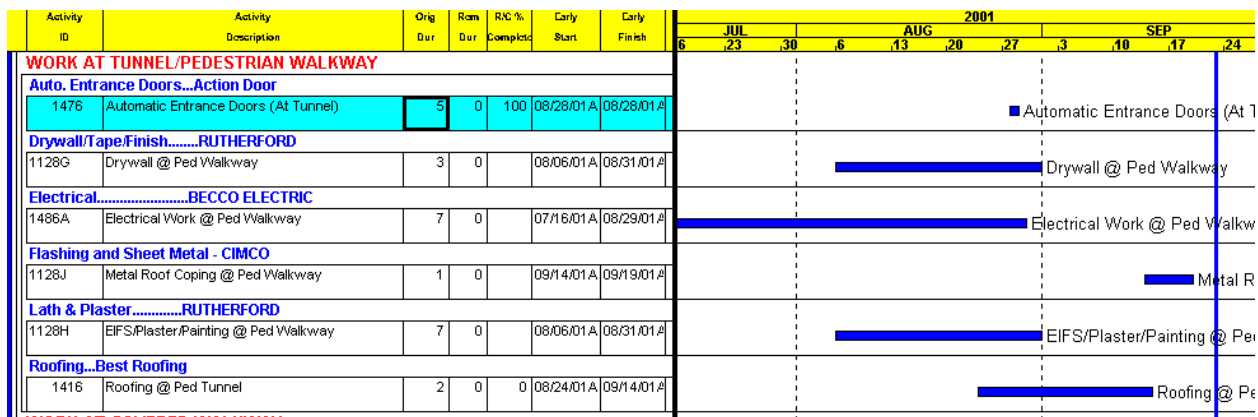 Activity Activity Orig Rem R/C % Early Early 2001
ID Description Dur Dur Complete Start Finish JUL AUG SEP
6 23 30 6 13 20 27 3 10 17 24
WORK AT TUNNEL/PEDESTRIAN WALKWAY
Auto. Entrance Doors...Action Door
1476 Automatic Entrance Doors (At Tunnel) 5 0 100 08/28/01A 08/28/01A Automatic Entrance Doors (At T
Drywall/Tape/Finish........RUTHERFORD
1128G Drywall @ Ped Walkway 3 0 08/06/01A 08/31/01A Drywall @ Ped Walkway
Electrical........................BECCO ELECTRIC
1486A Electrical Work @ Ped Walkway 7 0 07/16/01A 08/29/01A Electrical Work @ Ped Walkw
Flashing and Sheet Metal - CIMCO
1128J Metal Roof Coping @ Ped Walkway 1 0 09/14/01A 09/19/01A Metal R
Lath & Plaster.............RUTHERFORD
1128H EIFS/Plaster/Painting @ Ped Walkway 7 0 08/06/01A 08/31/01A EIFS/Plaster/Painting @ Pe
Roofing...Best Roofing
1416 Roofing @ Ped Tunnel 2 0 0 08/24/01A 09/14/01A Roofing @ Pe